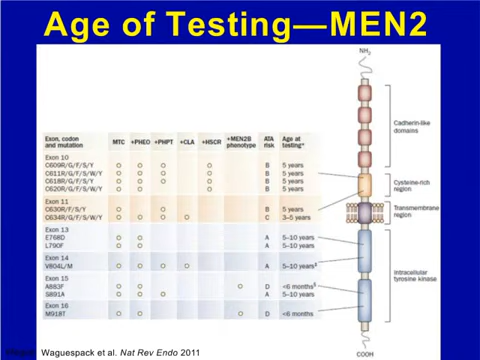 Age of Testing—MEN2
NH₂
Exon, codon and mutation MTC +PHEO +PHPT +CLA +HSCR +MEN2B phenotype ATA risk Age at testing*
Exon 10
C609R/G/F/S/Y B 5 years
C611R/G/F/S/W/Y B 5 years
C618R/G/F/S/Y B 5 years
C620R/G/F/S/W/Y B 5 years
Exon 11
C630R/F/S/Y B 5 years
C634R/G/F/S/W/Y C 3–5 years
Exon 13
E768D A 5–10 years
L790F A 5–10 years
Exon 14
V804L/M A 5–10 years‡
Exon 15
A883F D <6 months§
S891A A 5–10 years
Exon 16
M918T D <6 months
Cadherin-like domains
Cysteine-rich region
Transmembrane region
Intracellular tyrosine kinase
COOH
Waguespack et al. Nat Rev Endo 2011